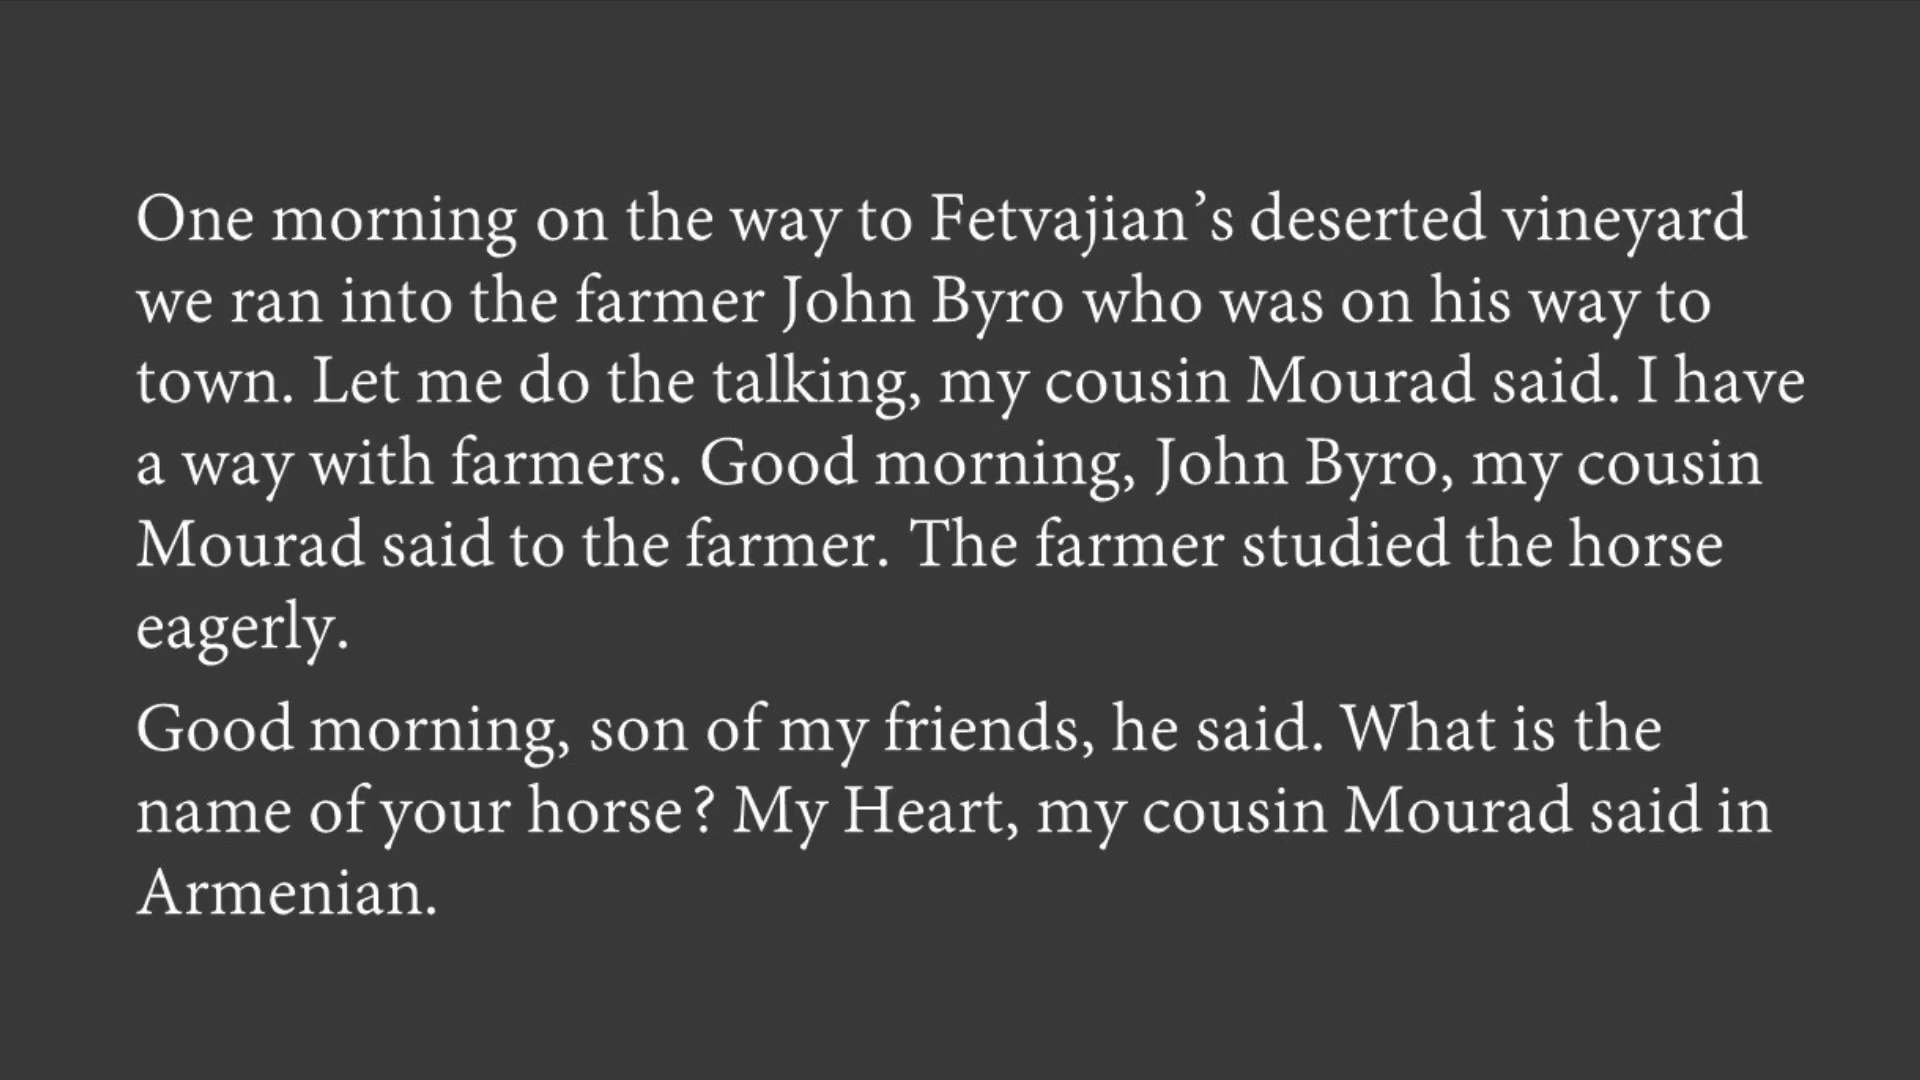 One morning on the way to Fetvajian’s deserted vineyard
we ran into the farmer John Byro who was on his way to
town. Let me do the talking, my cousin Mourad said. I have
a way with farmers. Good morning, John Byro, my cousin
Mourad said to the farmer. The farmer studied the horse
eagerly.
Good morning, son of my friends, he said. What is the
name of your horse? My Heart, my cousin Mourad said in
Armenian.